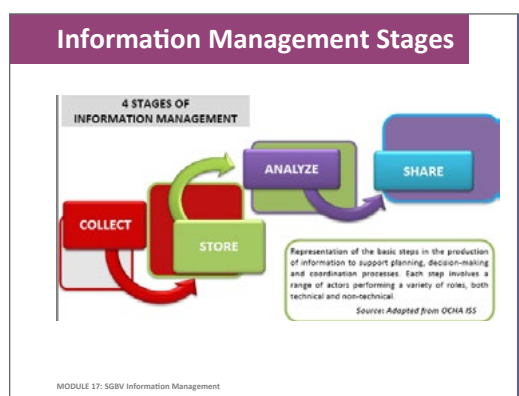 Information Management Stages
4 STAGES OF
INFORMATION MANAGEMENT
COLLECT
STORE
ANALYZE
SHARE
Representation of the basic steps in the production
of information to support planning, decision-making
and coordination processes. Each step involves a
range of actors performing a variety of roles, both
technical and non-technical.
Source: Adapted from OCHA ISS
MODULE 17: SGBV Information Management